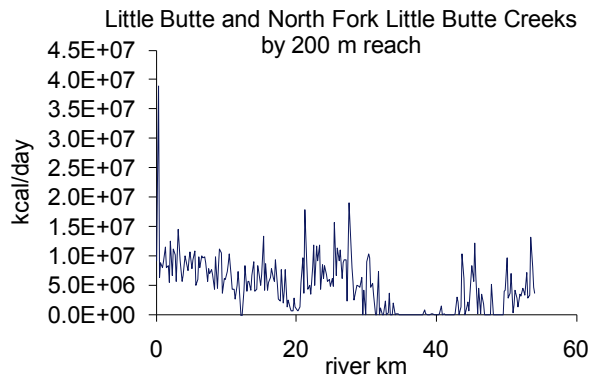 Little Butte and North Fork Little Butte Creeks
by 200 m reach
4.5E+07
4.0E+07
3.5E+07
3.0E+07
2.5E+07
2.0E+07
1.5E+07
1.0E+07
5.0E+06
0.0E+00
kcal/day
0 20 40 60
river km